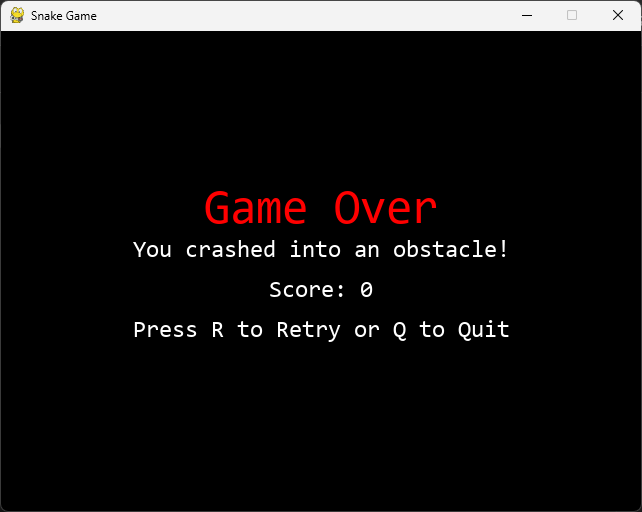 Snake Game
Game Over
You crashed into an obstacle!
Score: 0
Press R to Retry or Q to Quit